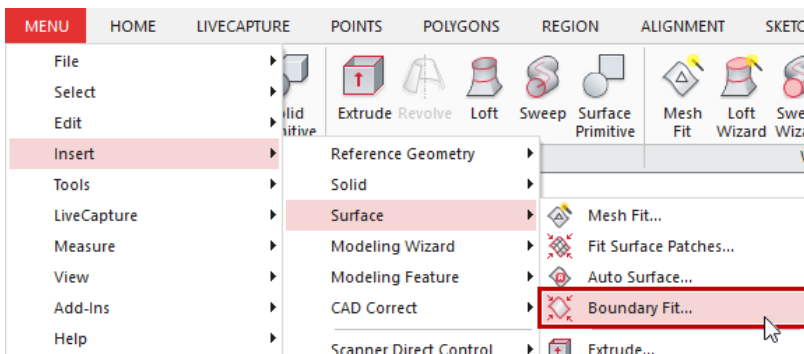 MENU HOME LIVECAPTURE POINTS POLYGONS REGION ALIGNMENT
File
Select
Edit
Insert
Tools
LiveCapture
Measure
View
Add-Ins
Help
Extrude Revolve Loft Sweep Surface Primitive Mesh Fit Loft Wizard
Reference Geometry
Solid
Surface
Modeling Wizard
Modeling Feature
CAD Correct
Scanner Direct Control
Mesh Fit...
Fit Surface Patches...
Auto Surface...
Boundary Fit...
Extrude...